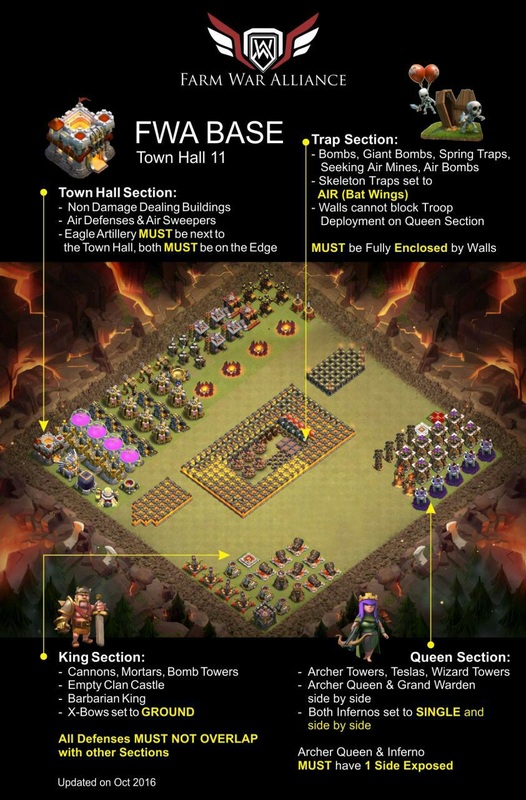 FARM WAR ALLIANCE
FWA BASE
Town Hall 11
Town Hall Section:
- Non Damage Dealing Buildings
- Air Defenses & Air Sweepers
- Eagle Artillery MUST be next to
the Town Hall, both MUST be on the Edge
Trap Section:
- Bombs, Giant Bombs, Spring Traps,
Seeking Air Mines, Air Bombs
- Skeleton Traps set to
AIR (Bat Wings)
- Walls cannot block Troop
Deployment on Queen Section
MUST be Fully Enclosed by Walls
King Section:
- Cannons, Mortars, Bomb Towers
- Empty Clan Castle
- Barbarian King
- X-Bows set to GROUND
All Defenses MUST NOT OVERLAP
with other Sections
Updated on Oct 2016
Queen Section:
- Archer Towers, Teslas, Wizard Towers
- Archer Queen & Grand Warden
side by side
- Both Infernos set to SINGLE and
side by side
Archer Queen & Inferno
MUST have 1 Side Exposed